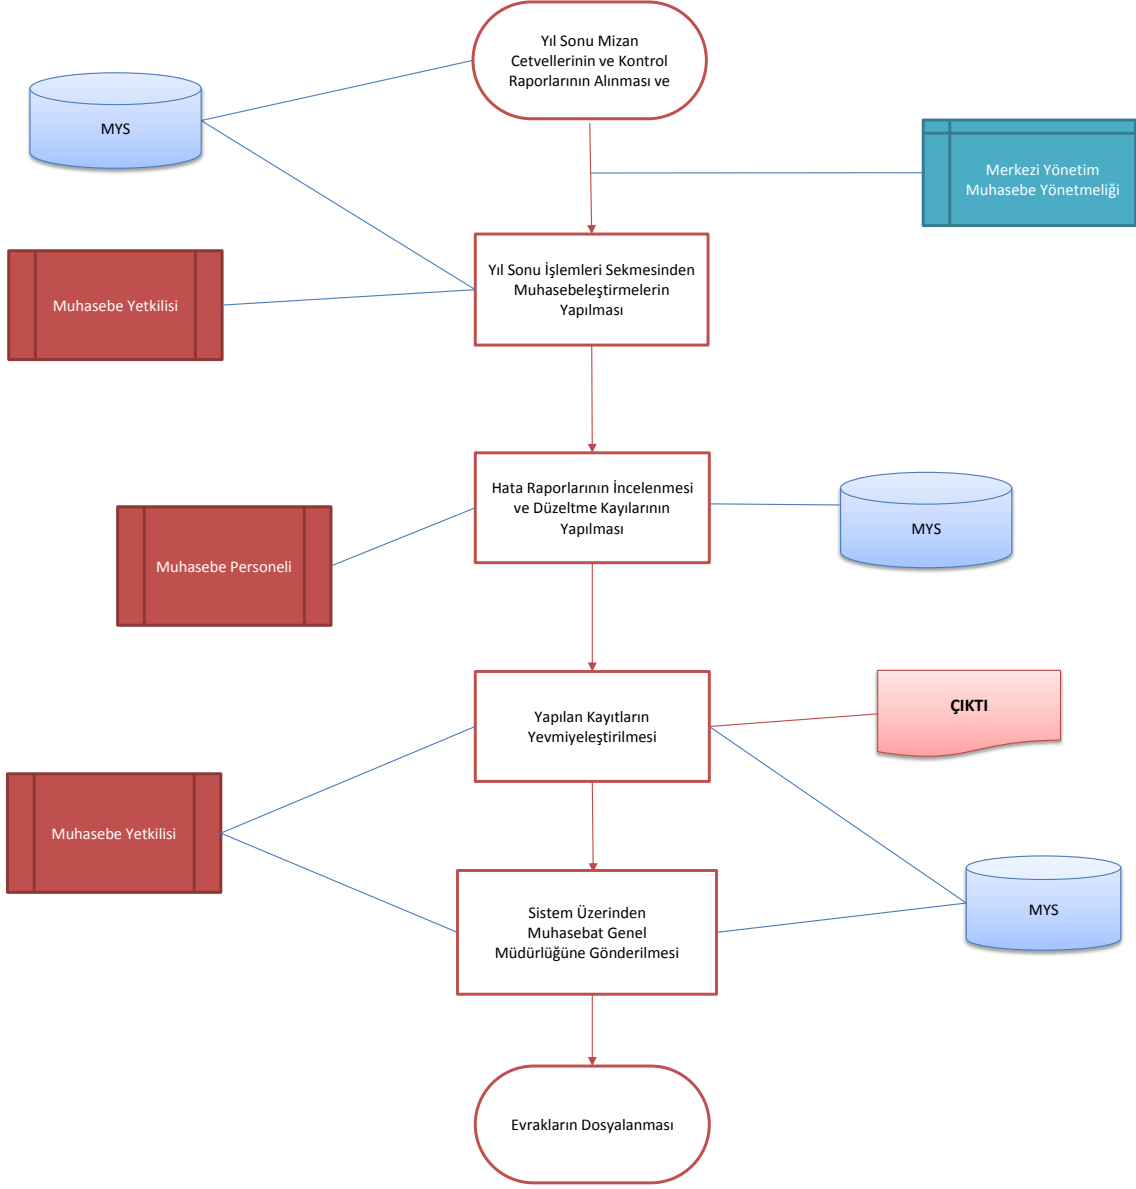 Yıl Sonu Mizan
Cetvellerinin ve Kontrol
Raporlarının Alınması ve
MYS
Merkezi Yönetim
Muhasebe Yönetmeliği
Yıl Sonu İşlemleri Sekmesinden
Muhasebeleştirmelerin
Yapılması
Muhasebe Yetkilisi
Hata Raporlarının İncelenmesi
ve Düzeltme Kayılarının
Yapılması
MYS
Muhasebe Personeli
Yapılan Kayıtların
Yevmiyeleştirilmesi
ÇIKTI
Muhasebe Yetkilisi
Sistem Üzerinden
Muhasebat Genel
Müdürlüğüne Gönderilmesi
MYS
Evrakların Dosyalanması